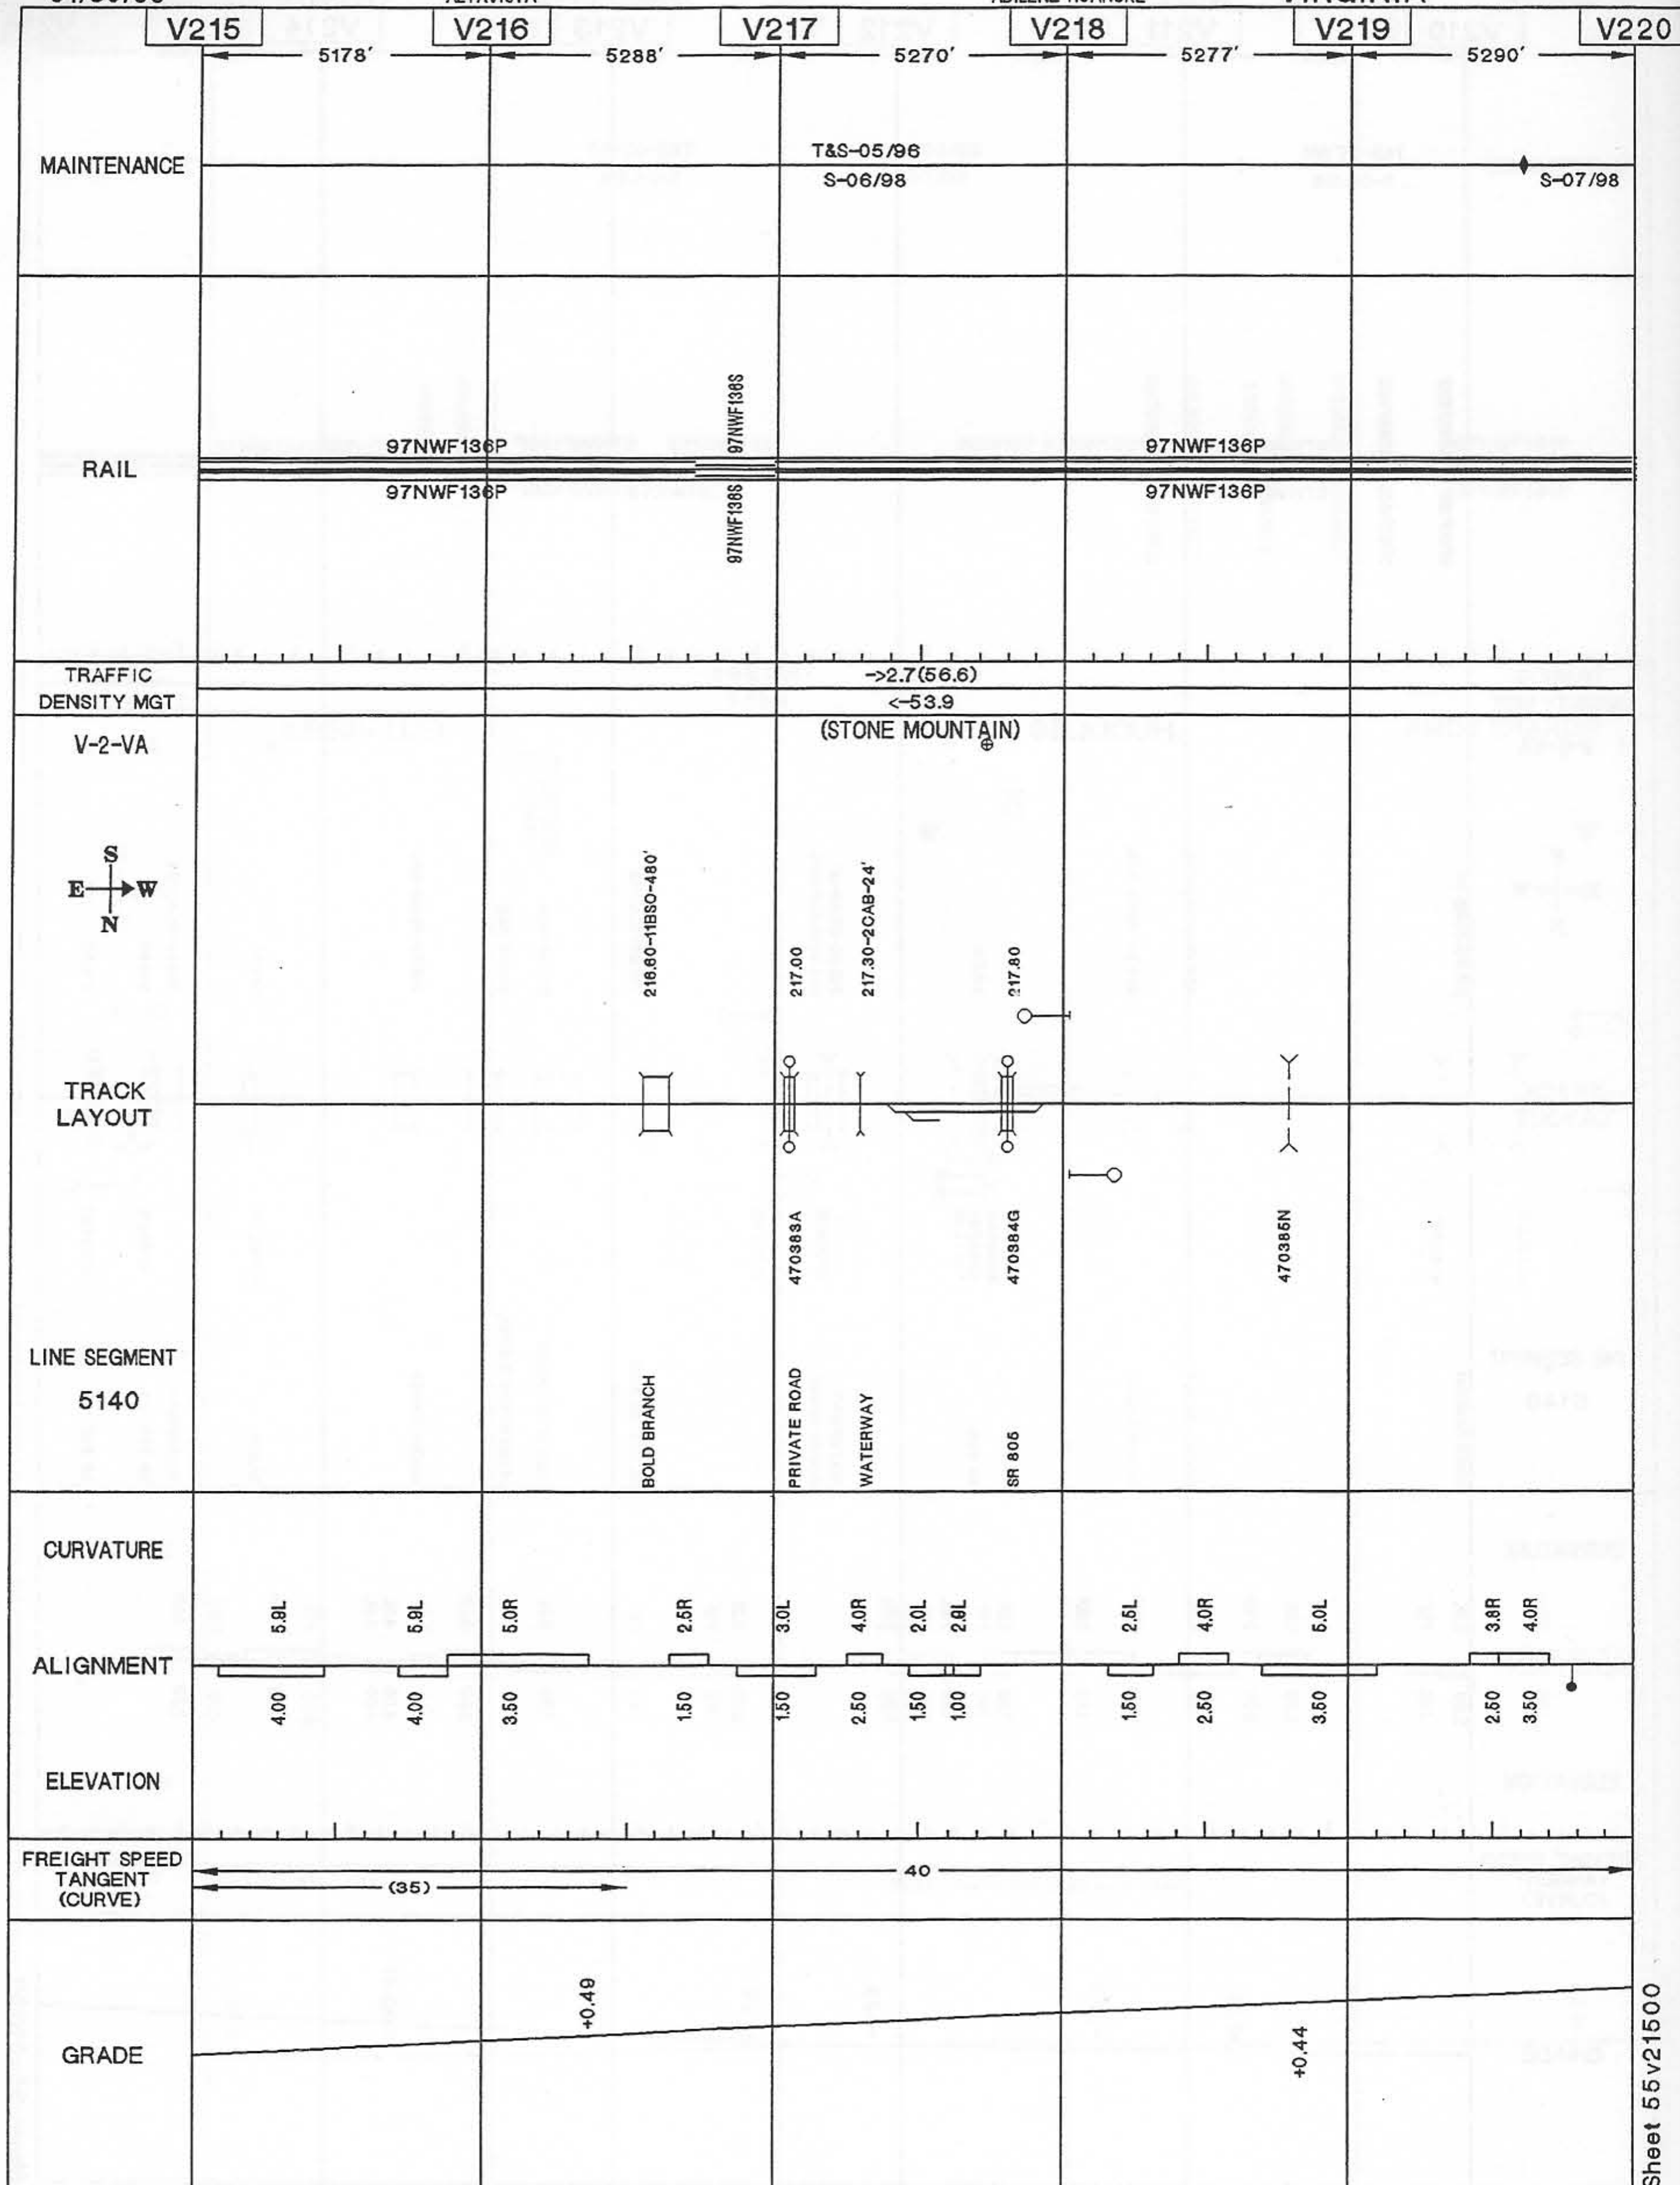 V215 V216 V217 V218 V219 V220
5178' 5288' 5270' 5277' 5290'
MAINTENANCE
T&S-05/96
S-06/98
S-07/98
RAIL
97NWF136P 97NWF136S 97NWF136P
97NWF136P 97NWF136S 97NWF136P
TRAFFIC
->2.7(56.6)
DENSITY MGT
<-53.9
V-2-VA
(STONE MOUNTAIN)
S
E W
N
216.60-11BSO-480'
217.00
217.30-2CAB-24'
217.80
TRACK
LAYOUT
470383A
470384G
470385N
LINE SEGMENT
5140
BOLD BRANCH
PRIVATE ROAD
WATERWAY
SR 805
CURVATURE
5.9L 5.9L 5.0R 2.5R 3.0L 4.0R 2.0L 2.9L 2.5L 4.0R 5.0L 3.8R 4.0R
ALIGNMENT
4.00 4.00 3.50 1.50 1.50 2.50 1.50 1.00 1.50 2.50 3.50 2.50 3.50
ELEVATION
FREIGHT SPEED
TANGENT
(CURVE)
40
(35)
GRADE
+0.49
+0.44
Sheet 55v21500